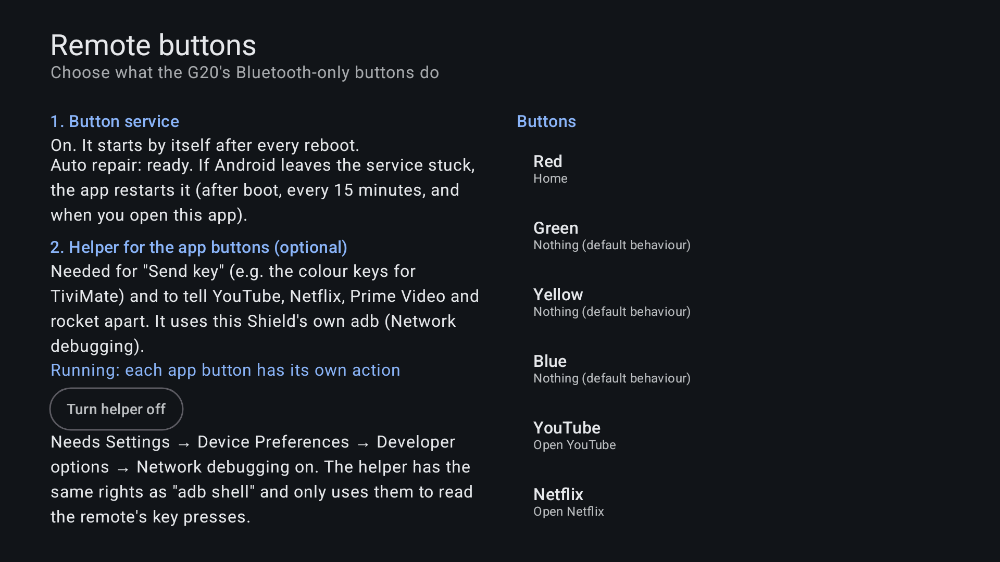 Remote buttons
Choose what the G20's Bluetooth-only buttons do
1. Button service
On. It starts by itself after every reboot.
Auto repair: ready. If Android leaves the service stuck,
the app restarts it (after boot, every 15 minutes, and
when you open this app).
2. Helper for the app buttons (optional)
Needed for "Send key" (e.g. the colour keys for
TiviMate) and to tell YouTube, Netflix, Prime Video and
rocket apart. It uses this Shield's own adb (Network
debugging).
Running: each app button has its own action
Turn helper off
Needs Settings → Device Preferences → Developer
options → Network debugging on. The helper has the
same rights as "adb shell" and only uses them to read
the remote's key presses.
Buttons
Red
Home
Green
Nothing (default behaviour)
Yellow
Nothing (default behaviour)
Blue
Nothing (default behaviour)
YouTube
Open YouTube
Netflix
Open Netflix